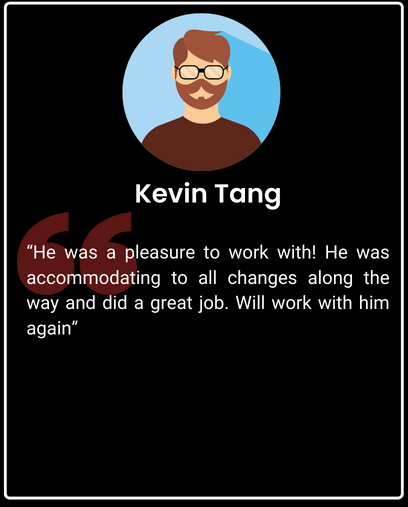 Kevin Tang
“He was a pleasure to work with! He was
accommodating to all changes along the
way and did a great job. Will work with him
again”